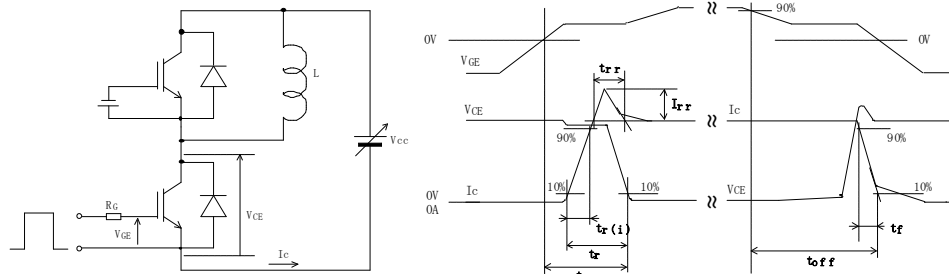 L
Vcc
RG
VGE
VCE
Ic
0V
VGE
90%
0V
trr
Irr
VCE
Ic
90%
90%
Ic
10%
10%
VCE
10%
0V
0A
tr(i)
tr
tf
toff